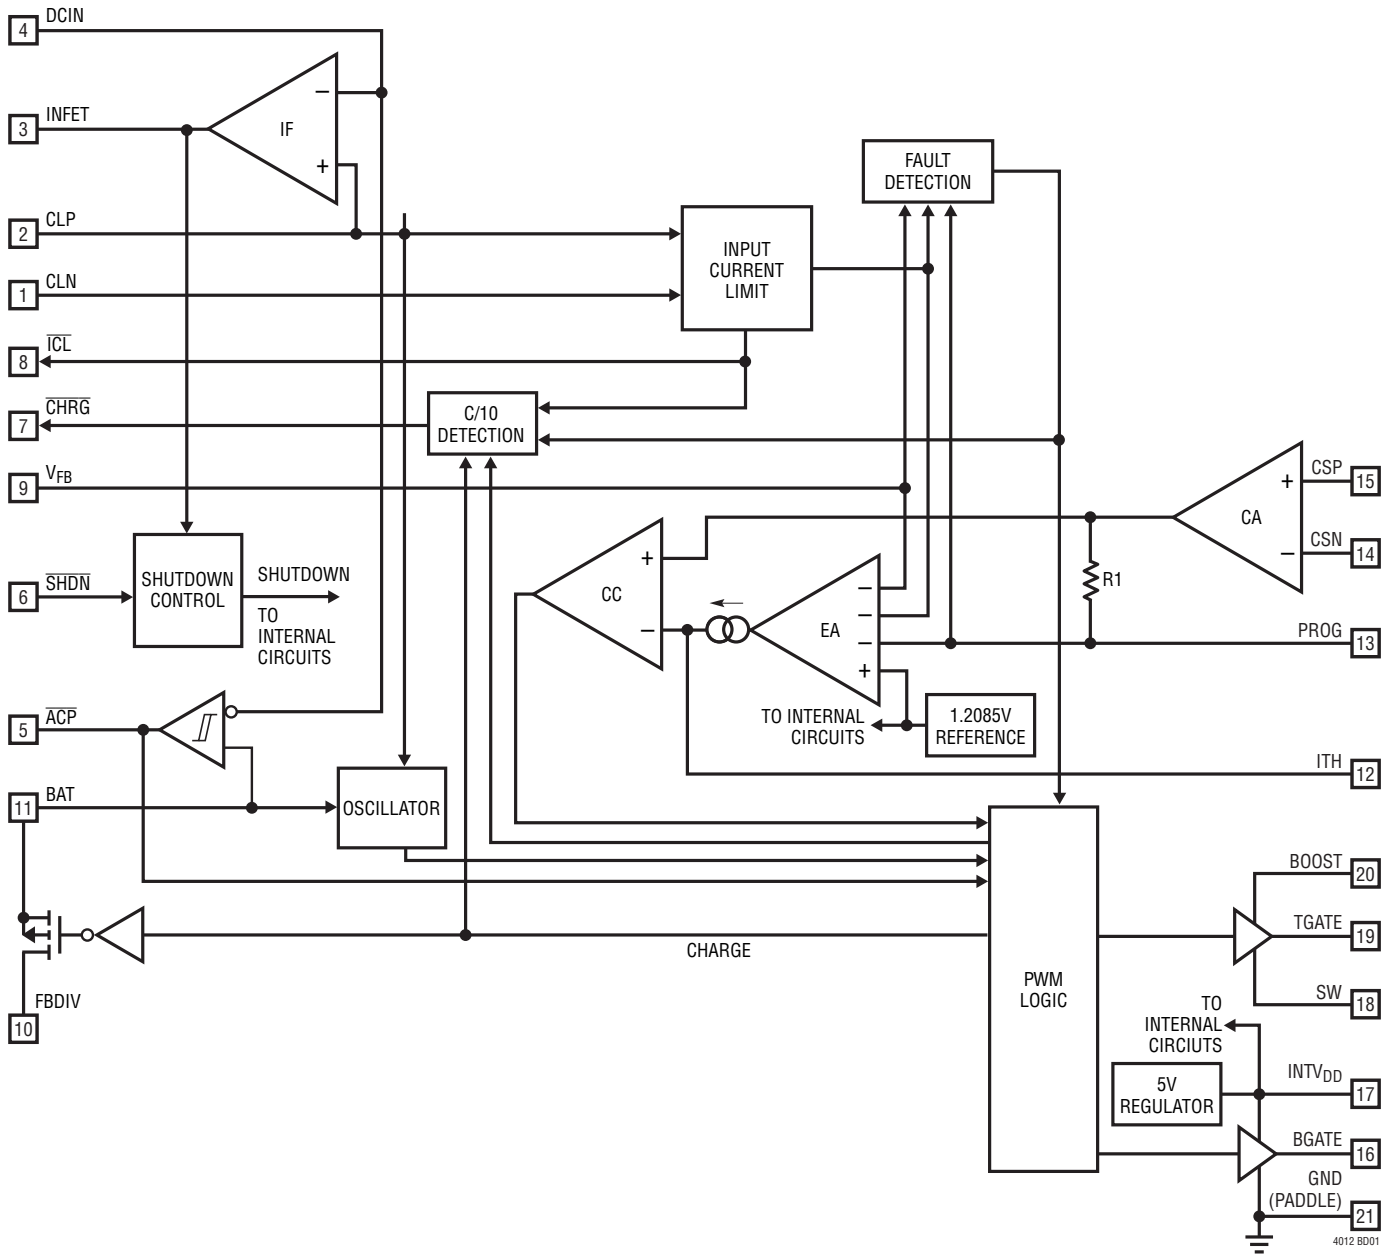 4 DCIN
3 INFET
− IF +
2 CLP
1 CLN
8 ICL
7 CHRG
9 VFB
6 SHDN
5 ACP
11 BAT
10 FBDIV
INPUT
CURRENT
LIMIT
FAULT
DETECTION
C/10
DETECTION
SHUTDOWN
CONTROL
SHUTDOWN
TO
INTERNAL
CIRCUITS
+
CC
−
−
−
EA −
+
+
CA
−
R1
CSP 15
CSN 14
PROG 13
TO INTERNAL
CIRCUITS
1.2085V
REFERENCE
ITH 12
OSCILLATOR
CHARGE
PWM
LOGIC
BOOST 20
TGATE 19
SW 18
TO
INTERNAL
CIRCIUTS
5V
REGULATOR
INTVDD 17
BGATE 16
GND
(PADDLE) 21
4012 BD01